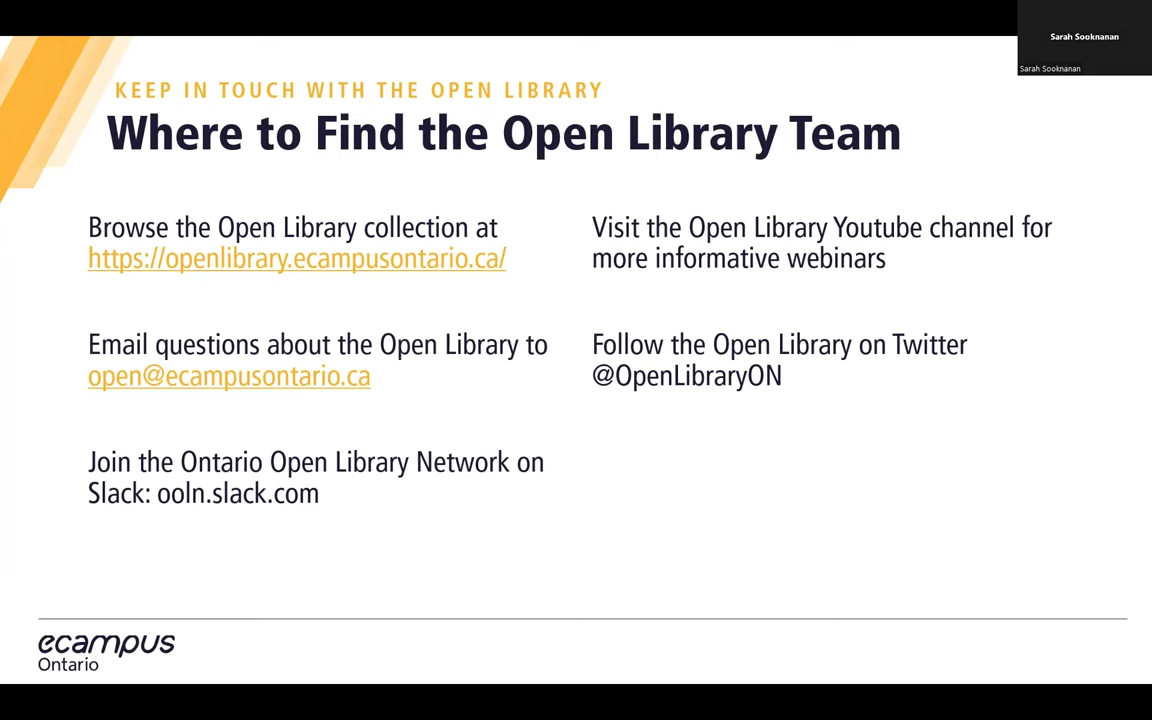 Sarah Sooknanan
Sarah Sooknanan
KEEP IN TOUCH WITH THE OPEN LIBRARY
Where to Find the Open Library Team
Browse the Open Library collection at
https://openlibrary.ecampusontario.ca/
Email questions about the Open Library to
open@ecampusontario.ca
Join the Ontario Open Library Network on
Slack: ooln.slack.com
Visit the Open Library Youtube channel for
more informative webinars
Follow the Open Library on Twitter
@OpenLibraryON
ecampus
Ontario